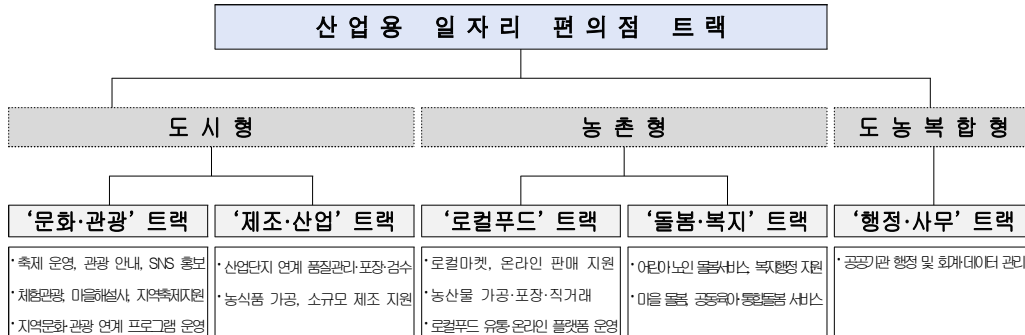 산업용 일자리 편의점 트랙
도시형
농촌형
도농복합형
‘문화·관광’ 트랙
‘제조·산업’ 트랙
‘로컬푸드’ 트랙
‘돌봄·복지’ 트랙
‘행정·사무’ 트랙
·축제 운영, 관광 안내, SNS 홍보
·체험관광, 마을해설사, 지역축제지원
·지역문화·관광 연계 프로그램 운영
·산업단지 연계 품질관리·포장·검수
·농식품 가공, 소규모 제조 지원
·로컬마켓, 온라인 판매 지원
·농산물 가공·포장·직거래
·로컬푸드 유통·온라인 플랫폼 운영
·어린이·노인 돌봄서비스, 복지행정 지원
·마을 돌봄, 공동육아·통합돌봄 서비스
·공공기관 행정 및 회계·데이터 관리